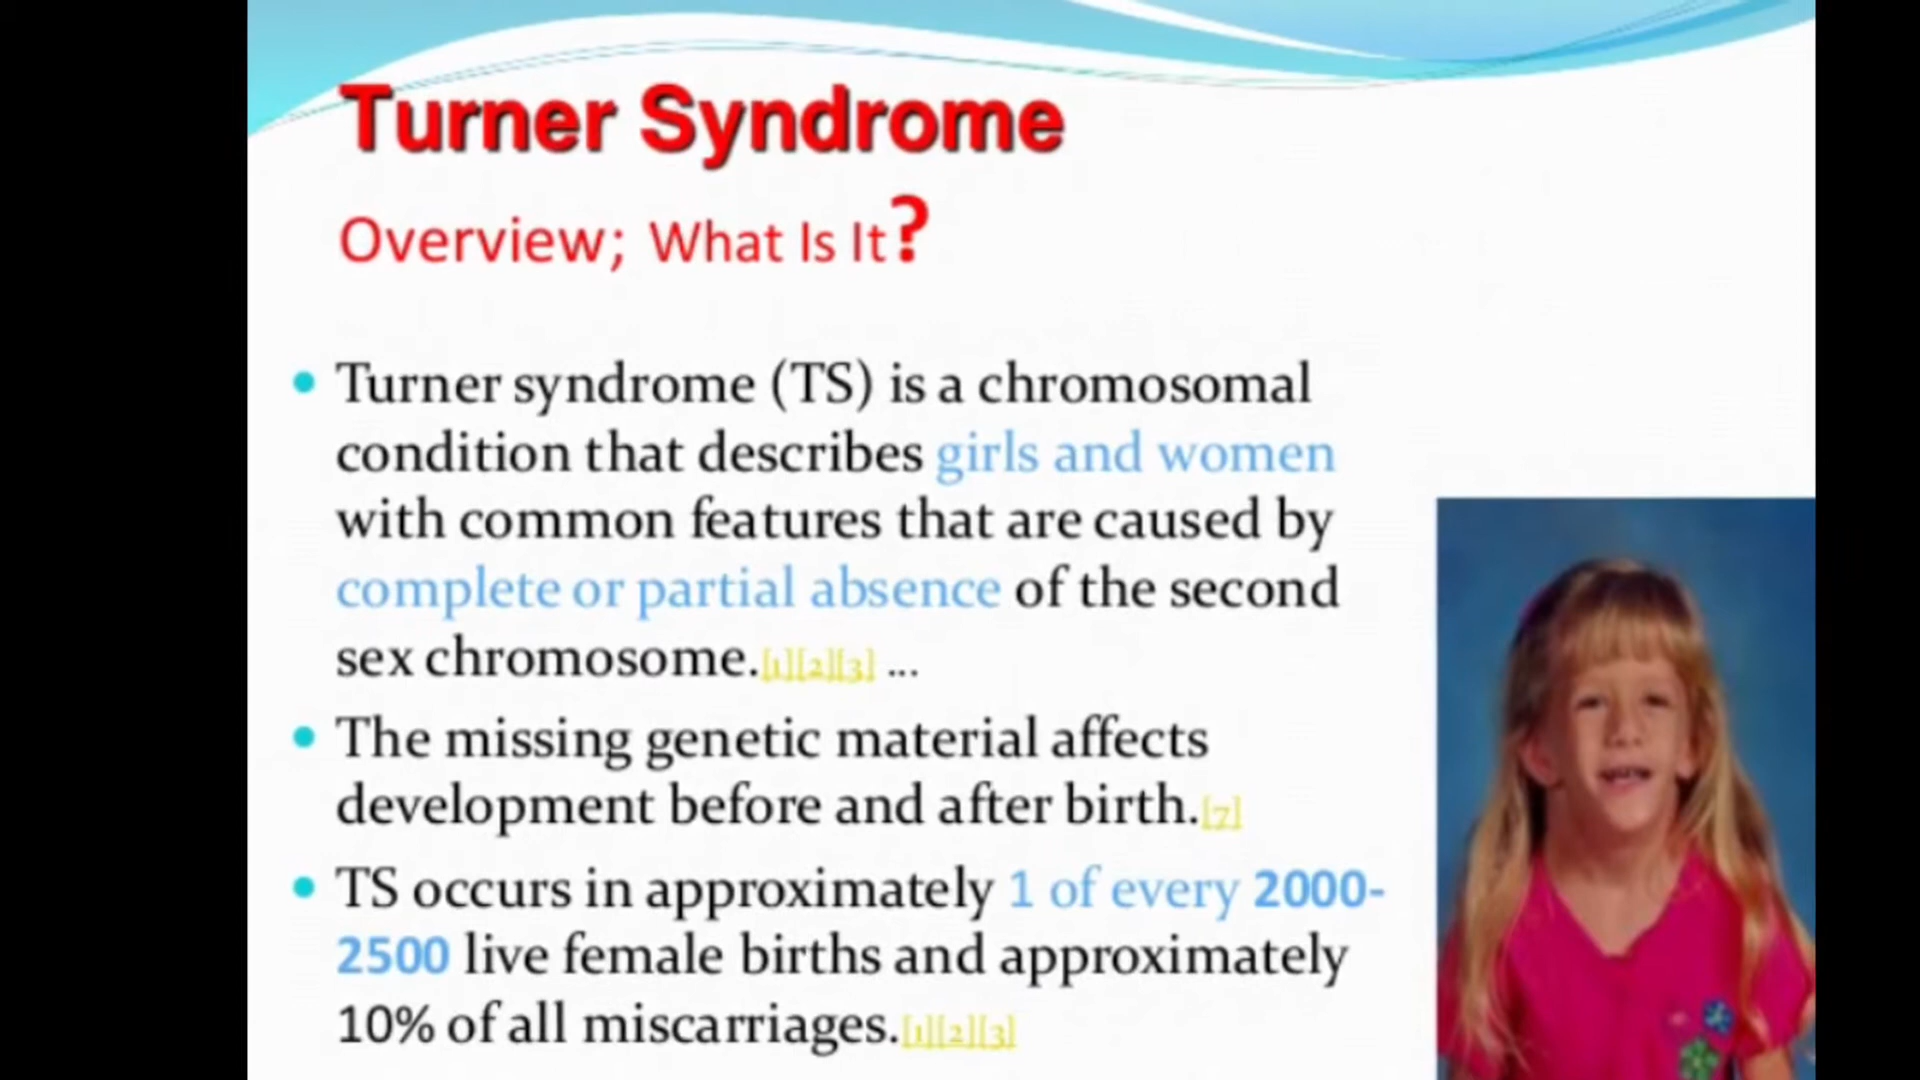 Turner Syndrome
Overview; What Is It?
• Turner syndrome (TS) is a chromosomal
condition that describes girls and women
with common features that are caused by
complete or partial absence of the second
sex chromosome.[1][2][3] ...
• The missing genetic material affects
development before and after birth.[7]
• TS occurs in approximately 1 of every 2000-
2500 live female births and approximately
10% of all miscarriages.[1][2][3]